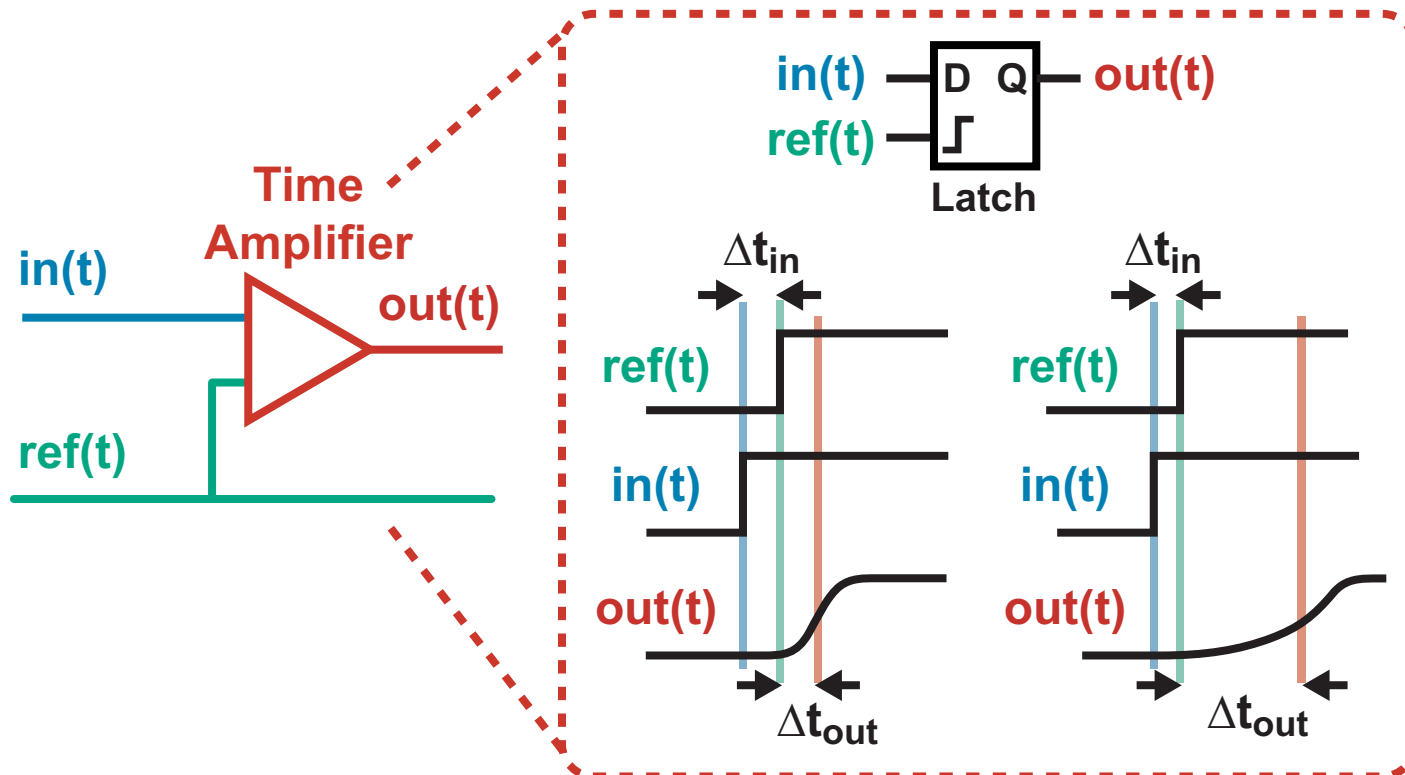 Time
Amplifier
in(t)
out(t)
ref(t)
in(t)
D Q
out(t)
ref(t)
Latch
Δtin
ref(t)
in(t)
out(t)
Δtout
Δtin
ref(t)
in(t)
out(t)
Δtout